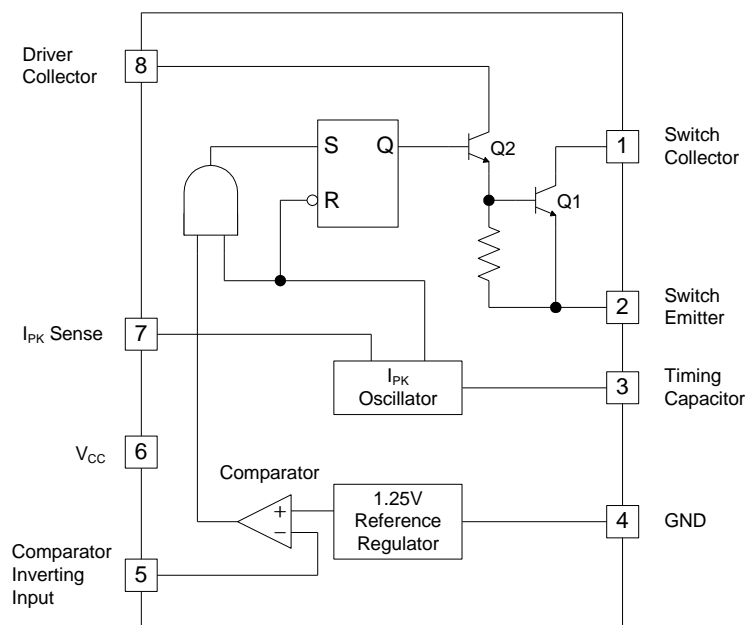 Driver
Collector
8
S
Q
Q2
R
1
Switch
Collector
Q1
2
Switch
Emitter
IPK Sense
7
IPK
Oscillator
3
Timing
Capacitor
VCC
6
Comparator
+
−
1.25V
Reference
Regulator
4
GND
Comparator
Inverting
Input
5